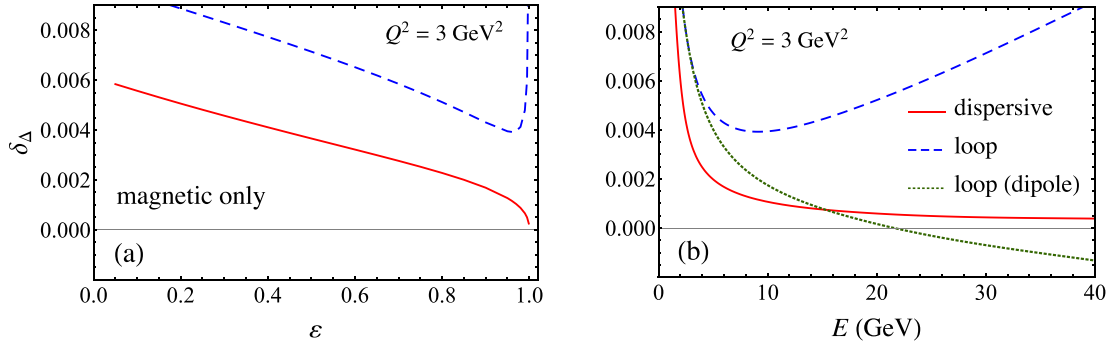 0.008
0.006
0.004
0.002
0.000
δΔ
Q² = 3 GeV²
magnetic only
(a)
0.0 0.2 0.4 0.6 0.8 1.0
ε
0.008
0.006
0.004
0.002
0.000
Q² = 3 GeV²
dispersive
loop
loop (dipole)
(b)
0 10 20 30 40
E (GeV)